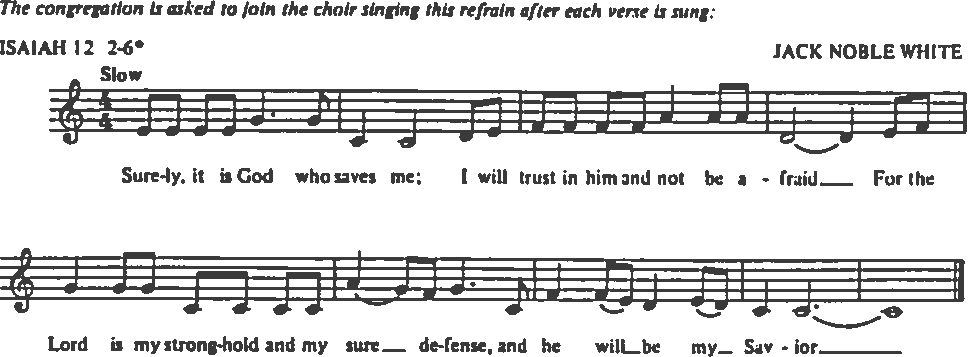 The congregation is asked to join the choir singing this refrain after each verse is sung:
ISAIAH 12 2-6* JACK NOBLE WHITE
Slow
4
4
Sure-ly, it is God who saves me; I will trust in him and not be a - fraid___ For the
Lord is my strong-hold and my sure___ de-fense, and he will__be my__ Sav - ior_________